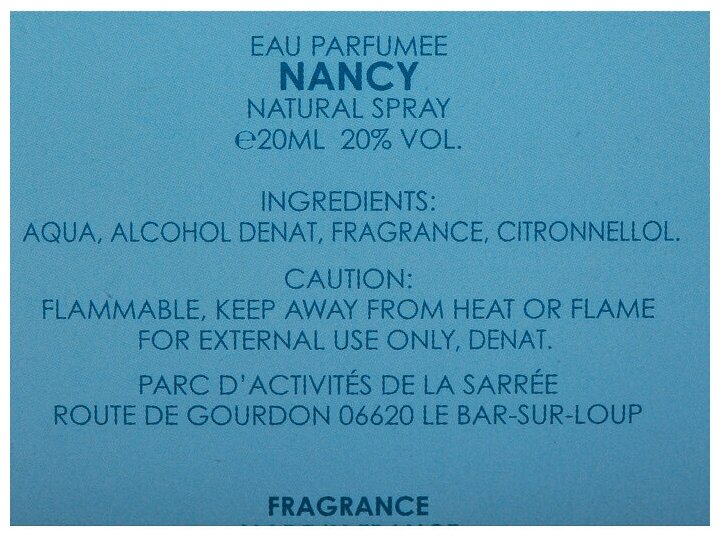 EAU PARFUMEE
NANCY
NATURAL SPRAY
℮20ML 20% VOL.
INGREDIENTS:
AQUA, ALCOHOL DENAT, FRAGRANCE, CITRONNELLOL.
CAUTION:
FLAMMABLE, KEEP AWAY FROM HEAT OR FLAME
FOR EXTERNAL USE ONLY, DENAT.
PARC D'ACTIVITÉS DE LA SARRÉE
ROUTE DE GOURDON 06620 LE BAR-SUR-LOUP
FRAGRANCE